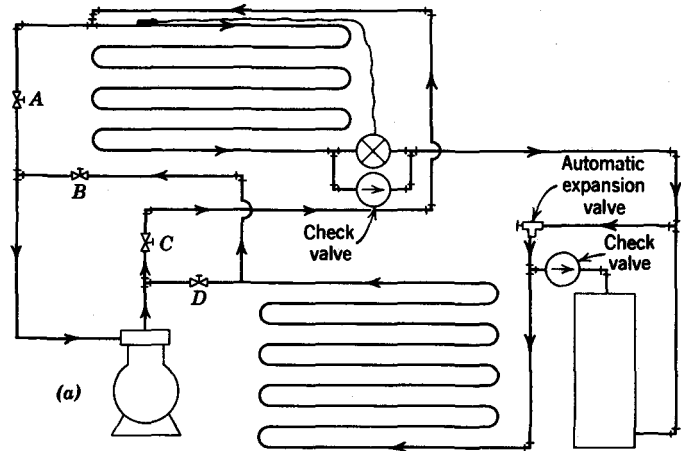 A
B
Automatic
expansion
valve
C
Check
valve
Check
valve
D
(a)